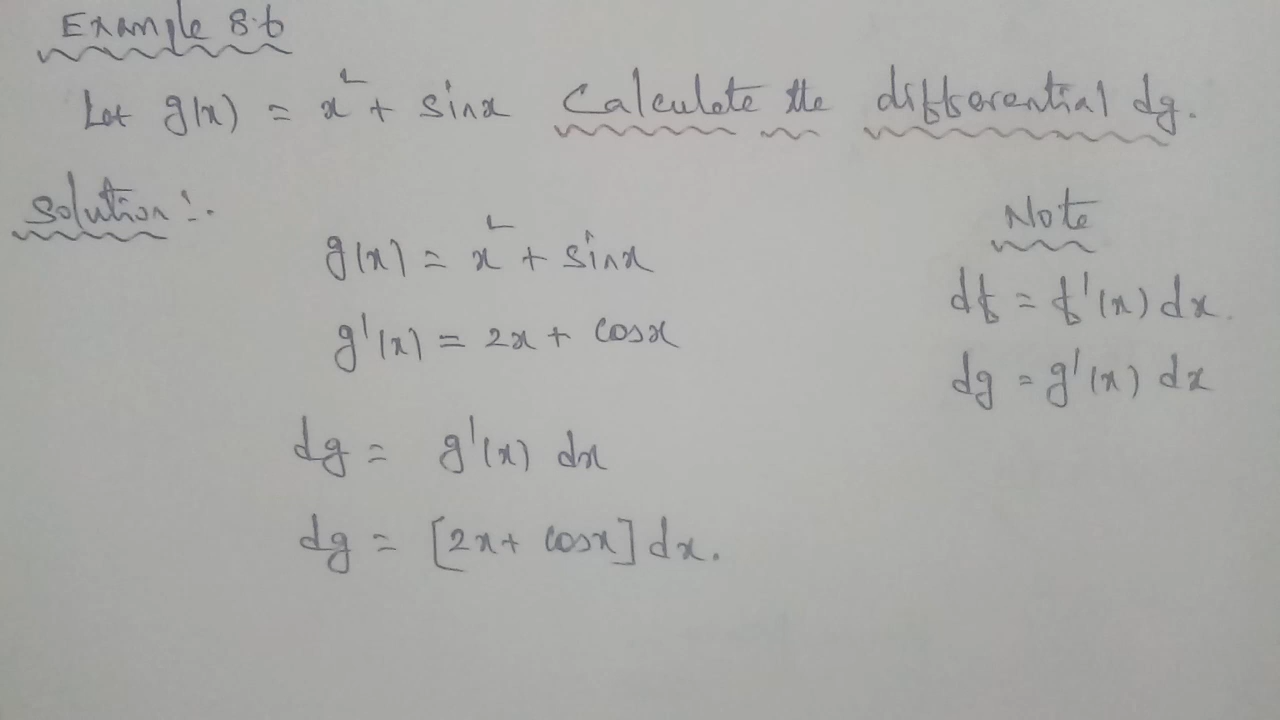 Example 8.6
Let g(x) = x² + sinx Calculate the differential dg.
Solution:.
g(x) = x² + sinx
g'(x) = 2x + cosx
dg = g'(x) dx
dg = [2x + cosx] dx.
Note
df = f'(x) dx.
dg = g'(x) dx